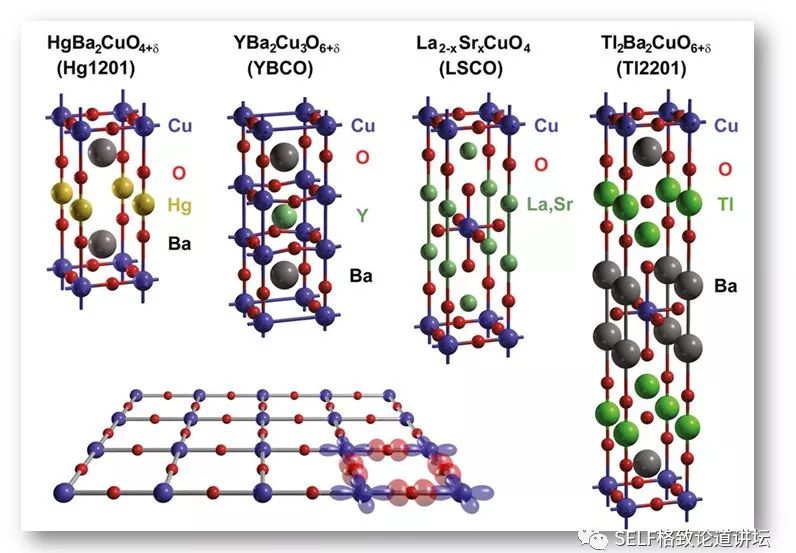 HgBa₂CuO₄₊δ
(Hg1201)
Cu
O
Hg
Ba
YBa₂Cu₃O₆₊δ
(YBCO)
Cu
O
Y
Ba
La₂₋ₓSrₓCuO₄
(LSCO)
Cu
O
La,Sr
Tl₂Ba₂CuO₆₊δ
(Tl2201)
Cu
O
Tl
Ba
SELF格致论道讲坛